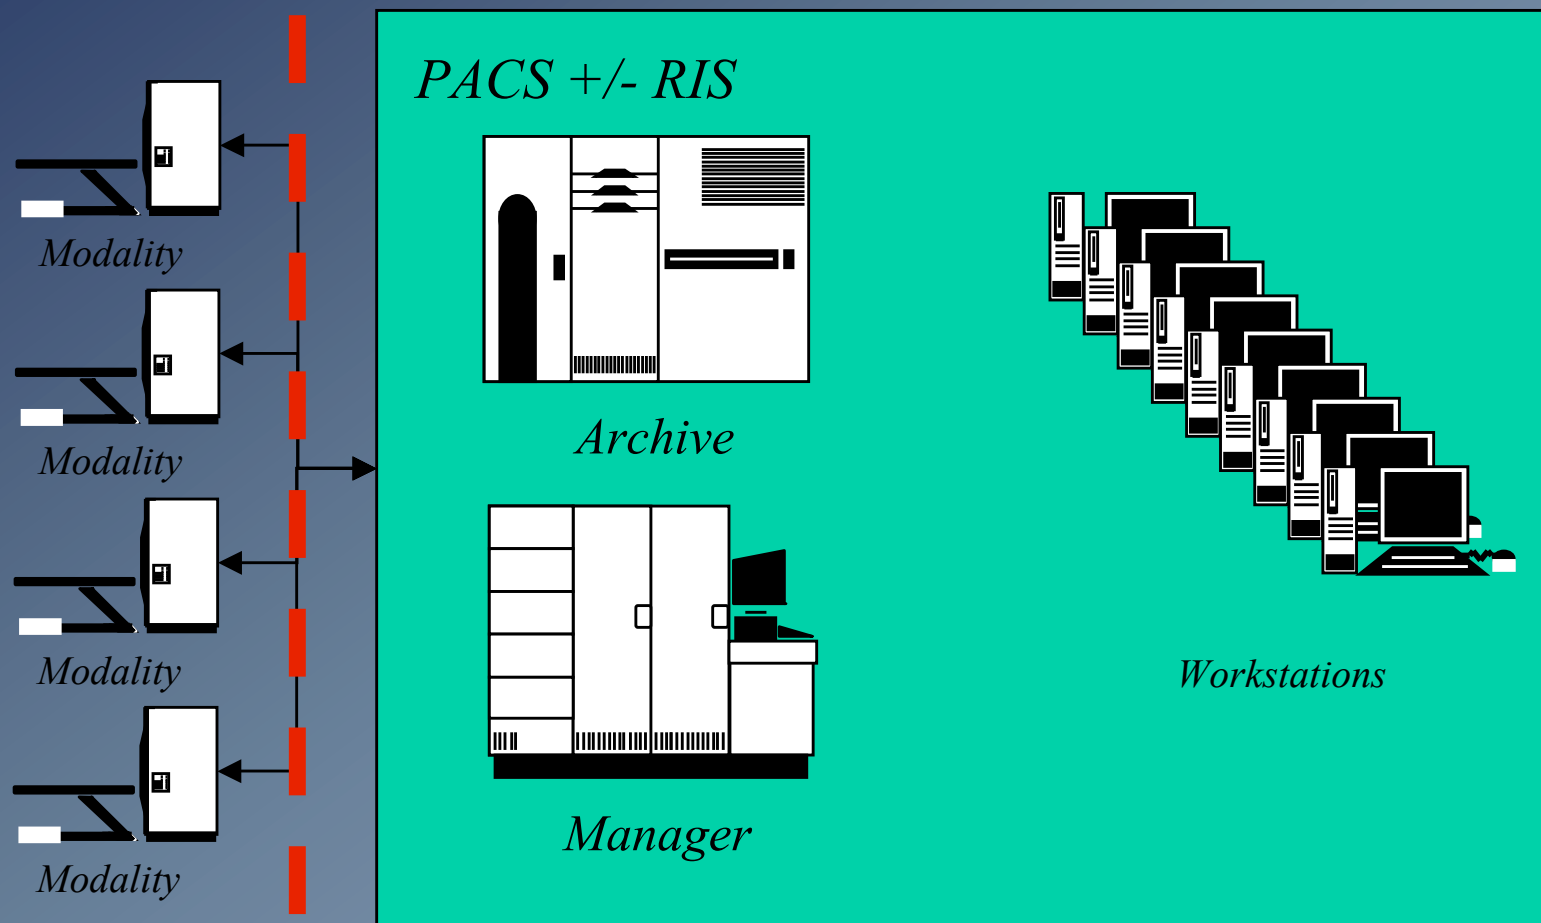 PACS +/- RIS
Modality
Modality
Modality
Modality
Archive
Manager
Workstations